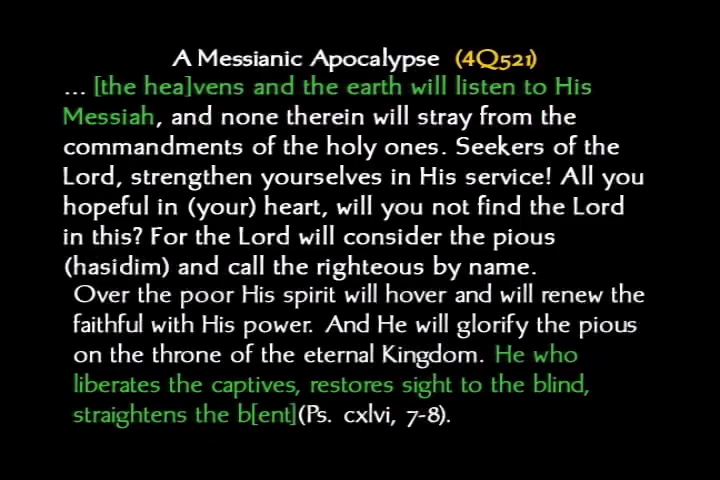 A Messianic Apocalypse (4Q521)
... [the hea]vens and the earth will listen to His
Messiah, and none therein will stray from the
commandments of the holy ones. Seekers of the
Lord, strengthen yourselves in His service! All you
hopeful in (your) heart, will you not find the Lord
in this? For the Lord will consider the pious
(hasidim) and call the righteous by name.
Over the poor His spirit will hover and will renew the
faithful with His power. And He will glorify the pious
on the throne of the eternal Kingdom. He who
liberates the captives, restores sight to the blind,
straightens the b[ent](Ps. cxlvi, 7-8).